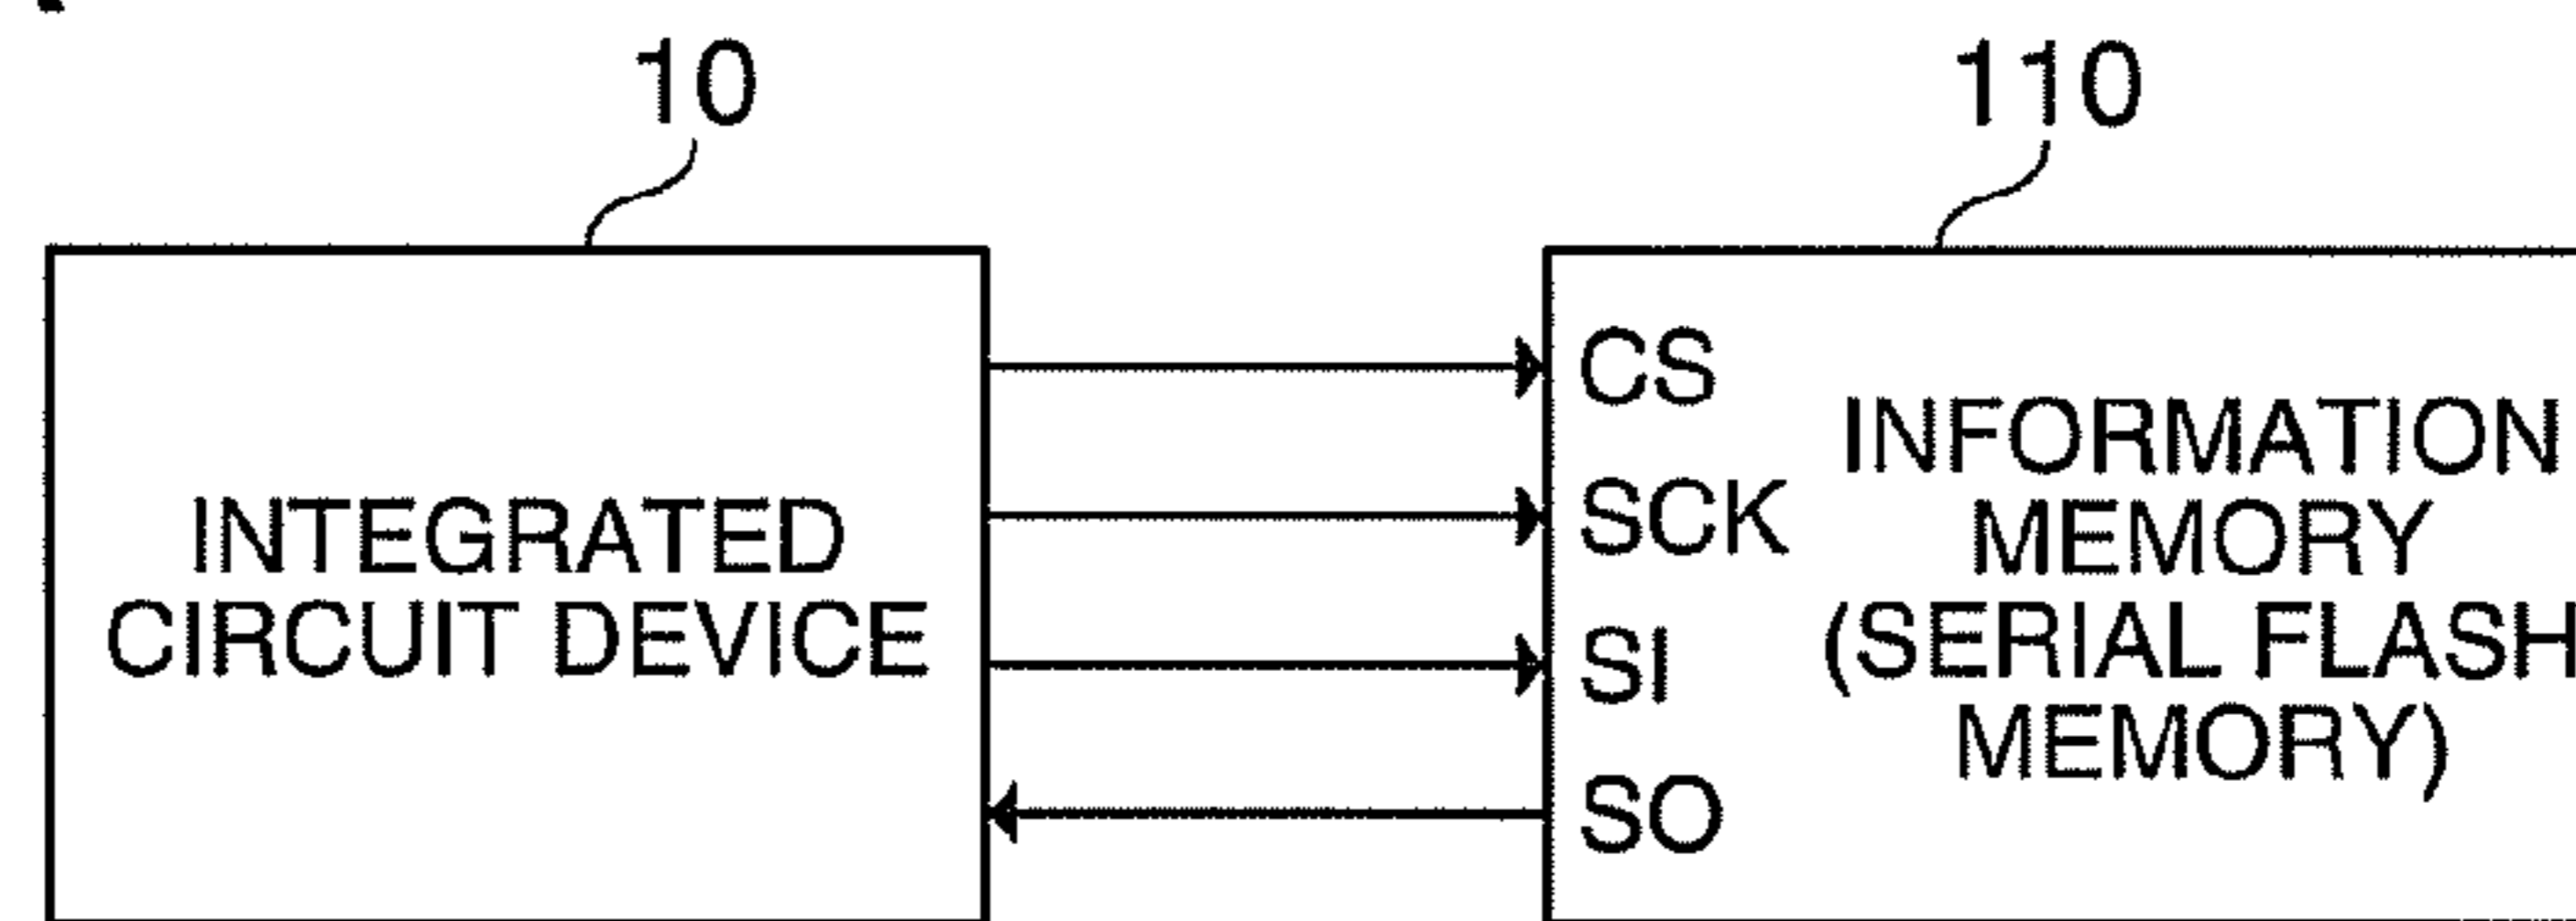 10
110
INTEGRATED
CIRCUIT DEVICE
CS
SCK
SI
SO
INFORMATION
MEMORY
(SERIAL FLASH
MEMORY)